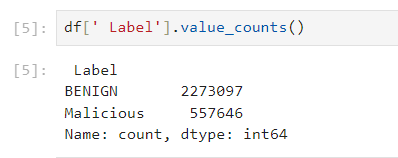 [5]: df[' Label'].value_counts()
[5]:  Label
BENIGN       2273097
Malicious     557646
Name: count, dtype: int64